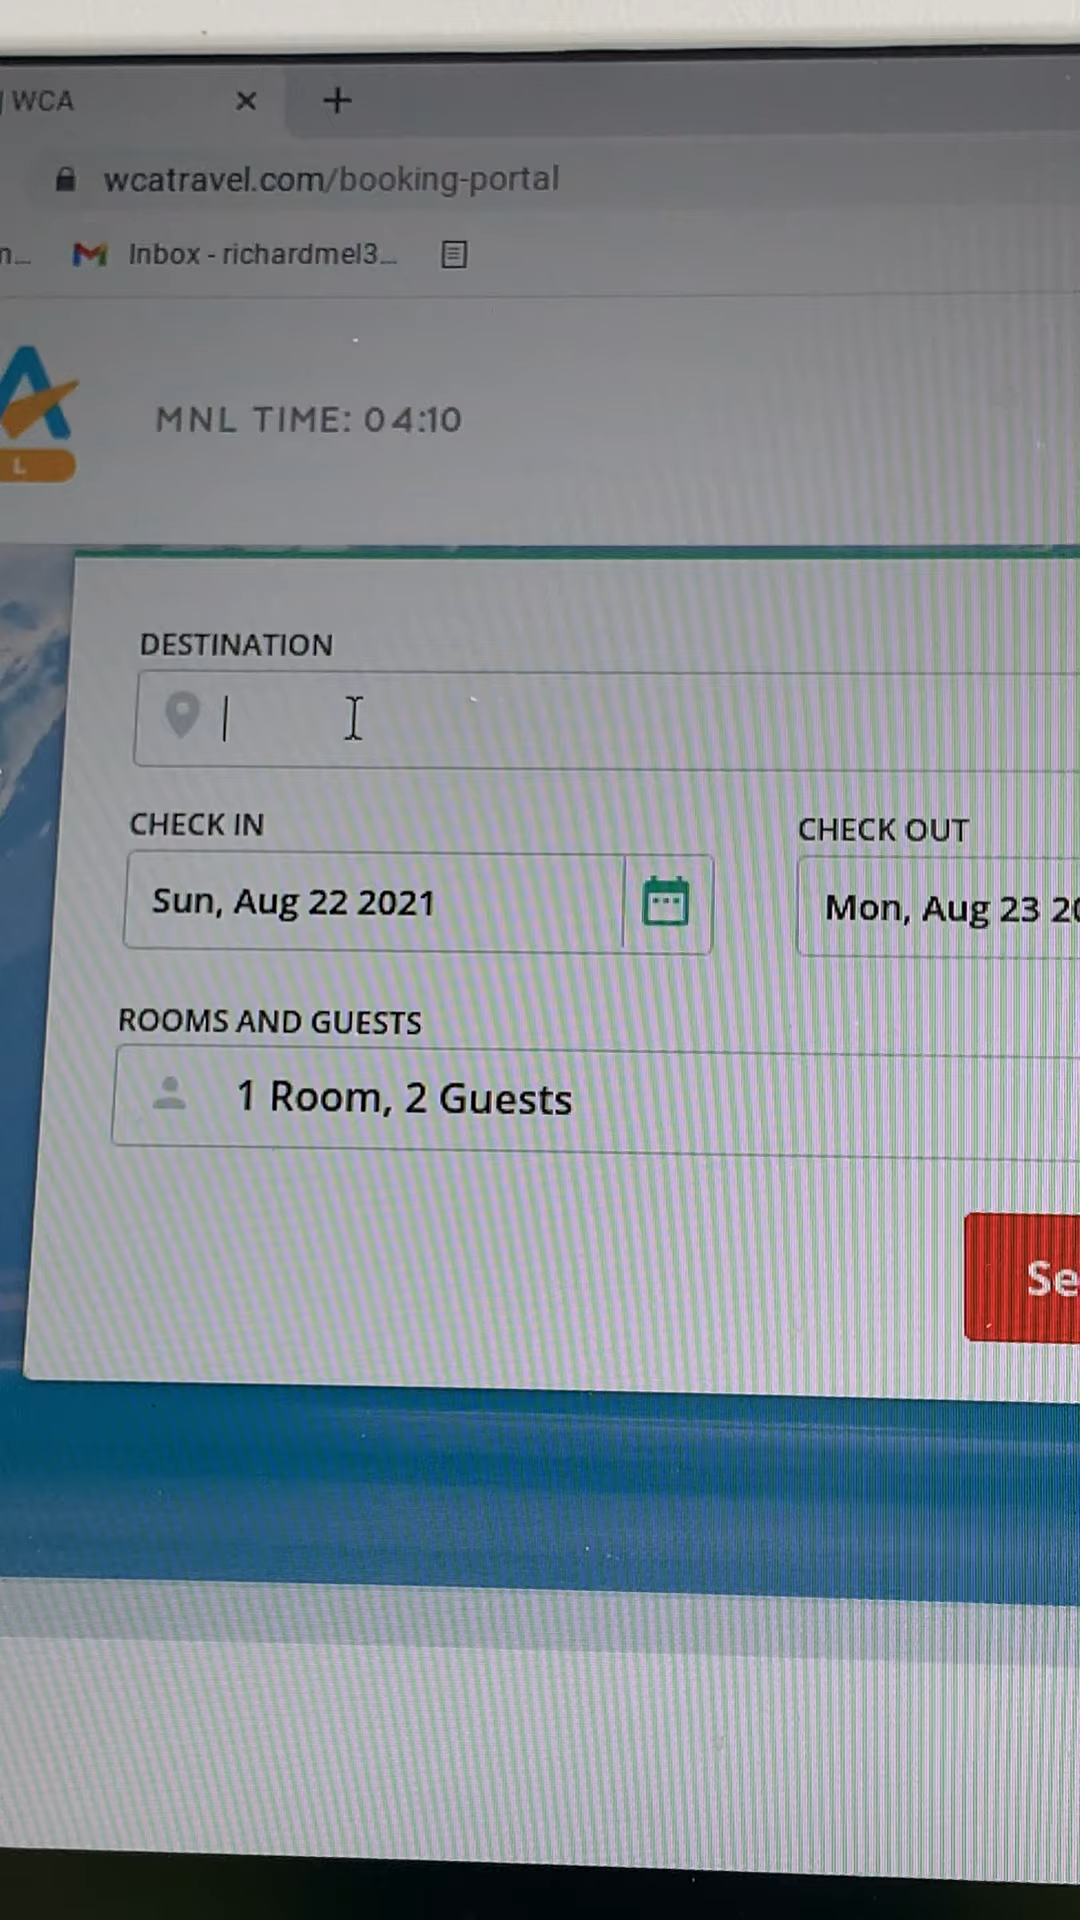 WCA
wcatravel.com/booking-portal
Inbox - richardmel3...
L
MNL TIME: 04:10
DESTINATION
CHECK IN
CHECK OUT
Sun, Aug 22 2021
Mon, Aug 23 20
ROOMS AND GUESTS
1 Room, 2 Guests
Se